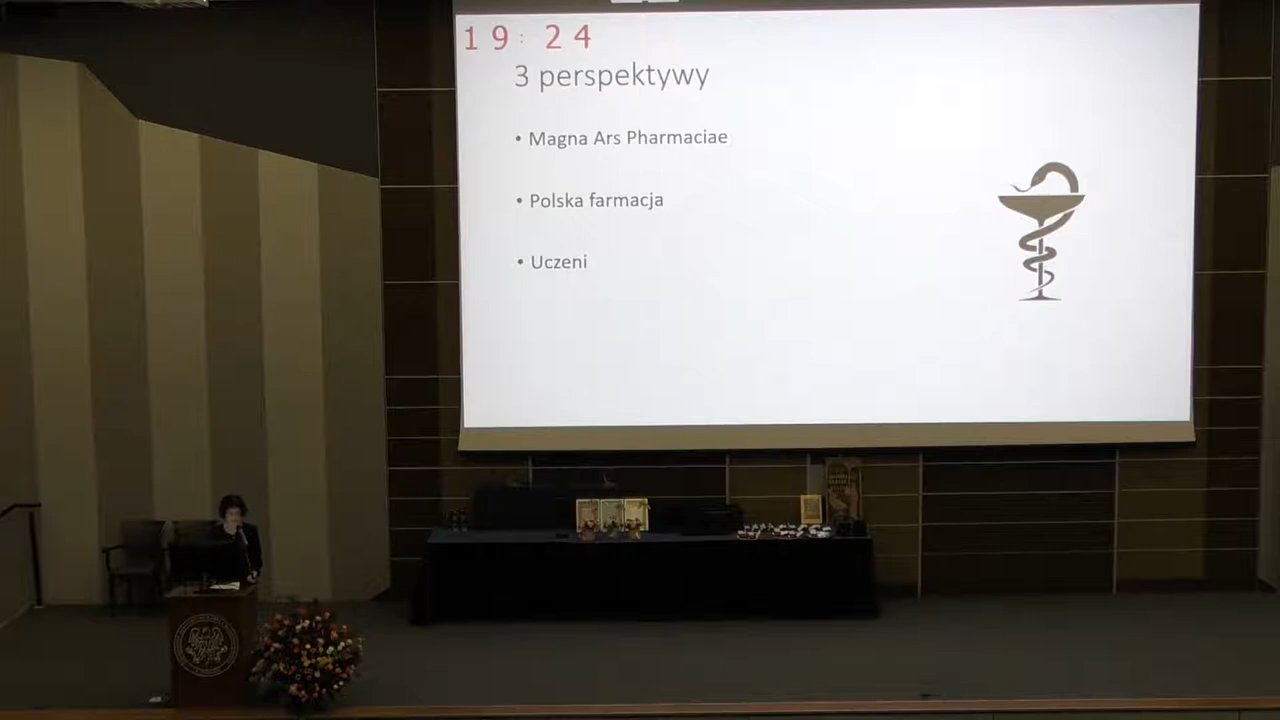 19: 24
3 perspektywy
• Magna Ars Pharmaciae
• Polska farmacja
• Uczeni